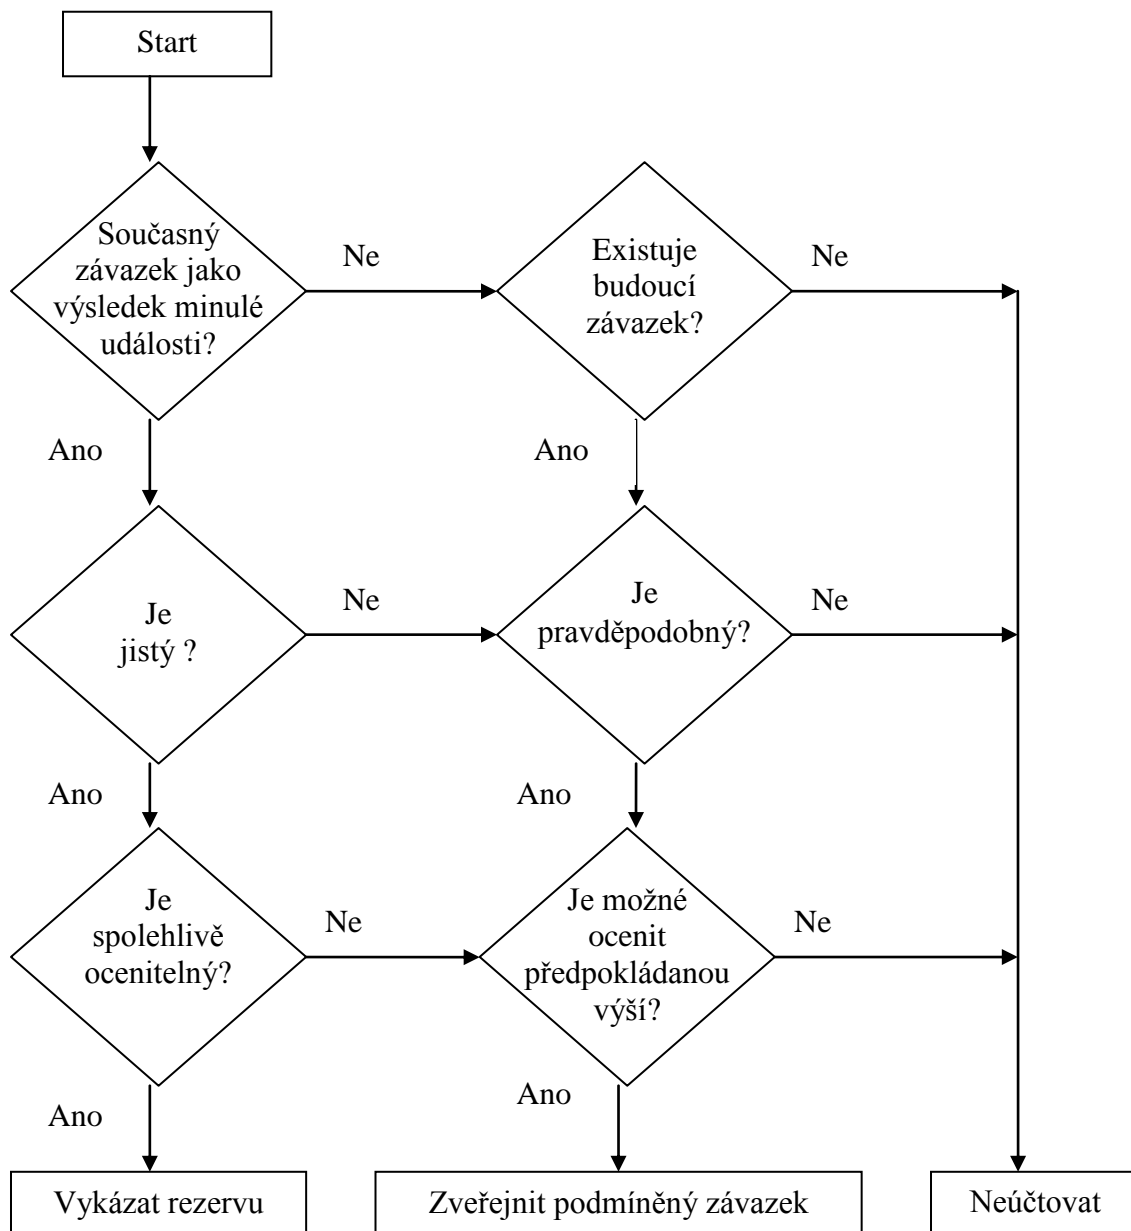 Start
Současný
závazek jako
výsledek minulé
události?
Ne
Existuje
budoucí
závazek?
Ne
Ano
Ano
Je
jistý ?
Ne
Je
pravděpodobný?
Ne
Ano
Ano
Je
spolehlivě
ocenitelný?
Ne
Je možné
ocenit
předpokládanou
výší?
Ne
Ano
Ano
Vykázat rezervu
Zveřejnit podmíněný závazek
Neúčtovat